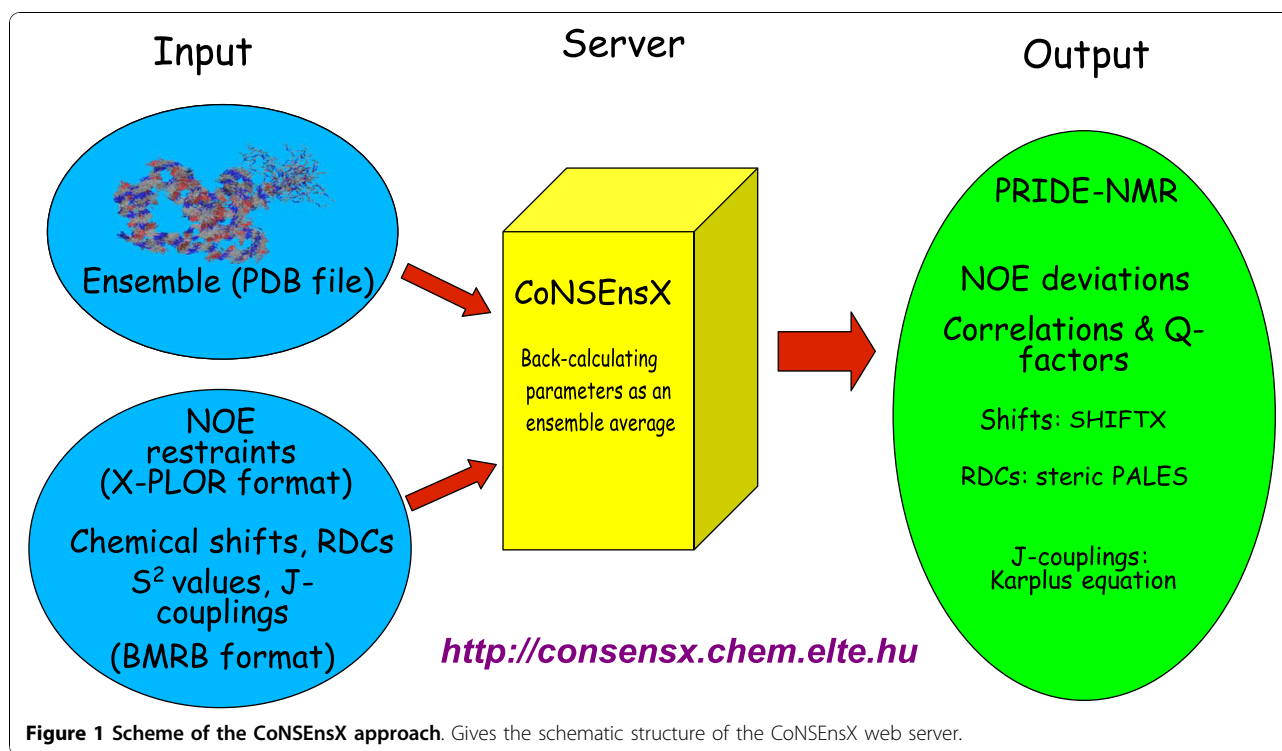 Input
Server
Output
Ensemble (PDB file)
NOE
restraints
(X-PLOR format)
Chemical shifts, RDCs
S² values, J-
couplings
(BMRB format)
CoNSEnsX
Back-calculating
parameters as an
ensemble average
http://consensx.chem.elte.hu
PRIDE-NMR
NOE deviations
Correlations & Q-
factors
Shifts: SHIFTX
RDCs: steric PALES
J-couplings:
Karplus equation
Figure 1 Scheme of the CoNSEnsX approach. Gives the schematic structure of the CoNSEnsX web server.